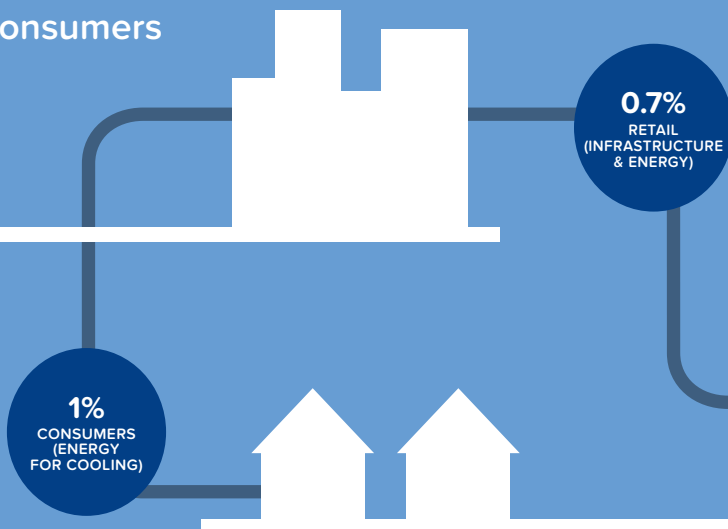 onsumers
0.7%
RETAIL
(INFRASTRUCTURE
& ENERGY)
1%
CONSUMERS
(ENERGY
FOR COOLING)